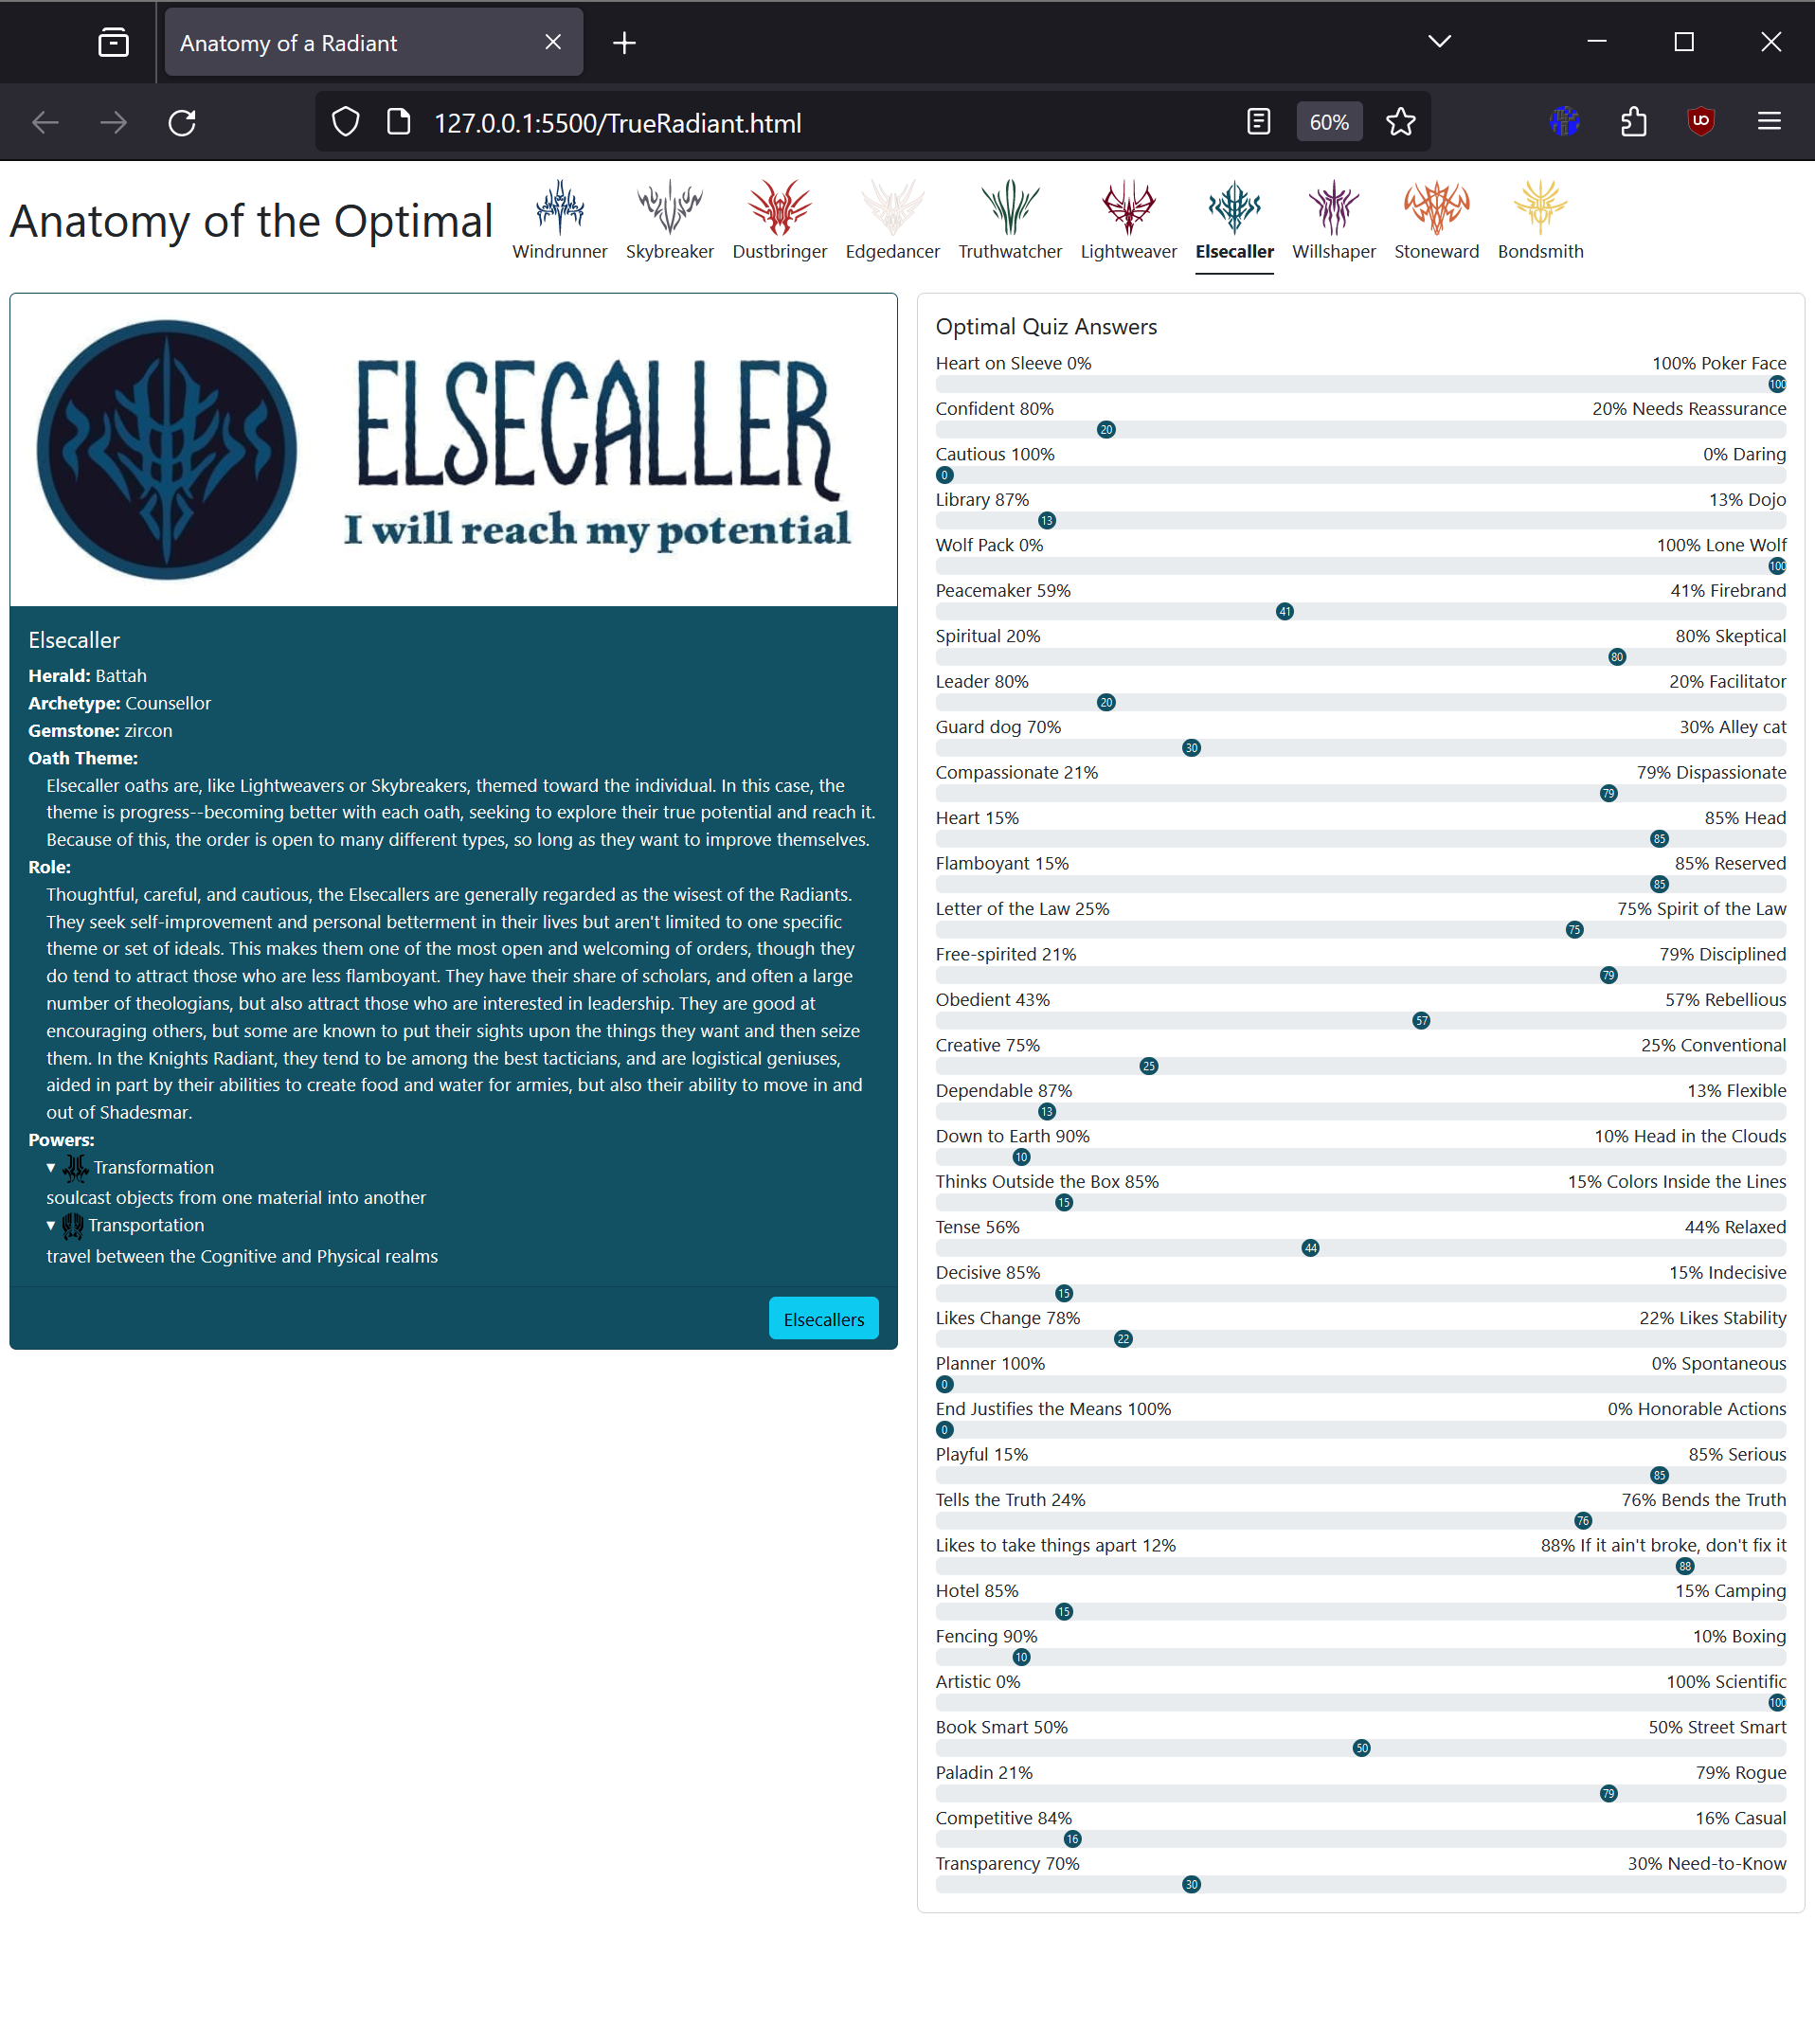 Anatomy of a Radiant
127.0.0.1:5500/TrueRadiant.html
60%
Anatomy of the Optimal
Windrunner
Skybreaker
Dustbringer
Edgedancer
Truthwatcher
Lightweaver
Elsecaller
Willshaper
Stoneward
Bondsmith
ELSECALLER
I will reach my potential
Elsecaller
Herald: Battah
Archetype: Counsellor
Gemstone: zircon
Oath Theme:
Elsecaller oaths are, like Lightweavers or Skybreakers, themed toward the individual. In this case, the
theme is progress--becoming better with each oath, seeking to explore their true potential and reach it.
Because of this, the order is open to many different types, so long as they want to improve themselves.
Role:
Thoughtful, careful, and cautious, the Elsecallers are generally regarded as the wisest of the Radiants.
They seek self-improvement and personal betterment in their lives but aren't limited to one specific
theme or set of ideals. This makes them one of the most open and welcoming of orders, though they
do tend to attract those who are less flamboyant. They have their share of scholars, and often a large
number of theologians, but also attract those who are interested in leadership. They are good at
encouraging others, but some are known to put their sights upon the things they want and then seize
them. In the Knights Radiant, they tend to be among the best tacticians, and are logistical geniuses,
aided in part by their abilities to create food and water for armies, but also their ability to move in and
out of Shadesmar.
Powers:
Transformation
soulcast objects from one material into another
Transportation
travel between the Cognitive and Physical realms
Elsecallers
Optimal Quiz Answers
Heart on Sleeve 0% 100% Poker Face
100
Confident 80% 20% Needs Reassurance
20
Cautious 100% 0% Daring
0
Library 87% 13% Dojo
13
Wolf Pack 0% 100% Lone Wolf
100
Peacemaker 59% 41% Firebrand
41
Spiritual 20% 80% Skeptical
80
Leader 80% 20% Facilitator
20
Guard dog 70% 30% Alley cat
30
Compassionate 21% 79% Dispassionate
79
Heart 15% 85% Head
85
Flamboyant 15% 85% Reserved
85
Letter of the Law 25% 75% Spirit of the Law
75
Free-spirited 21% 79% Disciplined
79
Obedient 43% 57% Rebellious
57
Creative 75% 25% Conventional
25
Dependable 87% 13% Flexible
13
Down to Earth 90% 10% Head in the Clouds
10
Thinks Outside the Box 85% 15% Colors Inside the Lines
15
Tense 56% 44% Relaxed
44
Decisive 85% 15% Indecisive
15
Likes Change 78% 22% Likes Stability
22
Planner 100% 0% Spontaneous
0
End Justifies the Means 100% 0% Honorable Actions
0
Playful 15% 85% Serious
85
Tells the Truth 24% 76% Bends the Truth
76
Likes to take things apart 12% 88% If it ain't broke, don't fix it
88
Hotel 85% 15% Camping
15
Fencing 90% 10% Boxing
10
Artistic 0% 100% Scientific
100
Book Smart 50% 50% Street Smart
50
Paladin 21% 79% Rogue
79
Competitive 84% 16% Casual
16
Transparency 70% 30% Need-to-Know
30